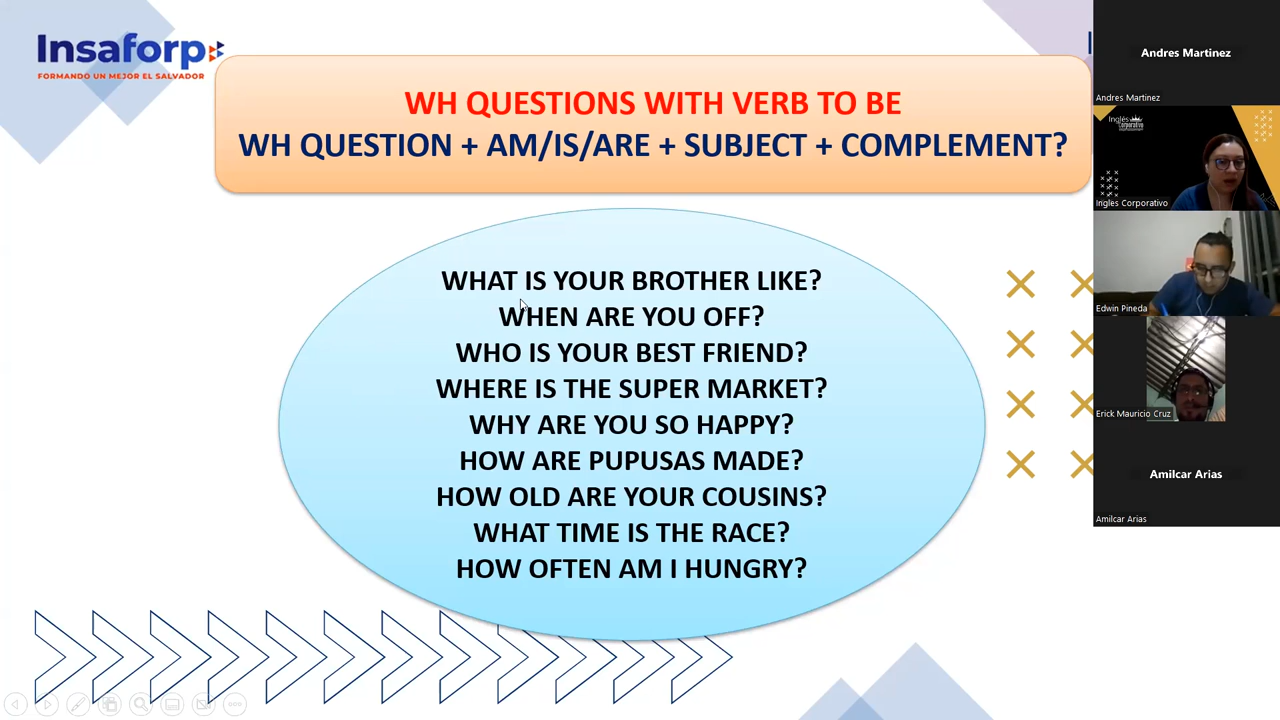 Insaforp
FORMANDO UN MEJOR EL SALVADOR
WH QUESTIONS WITH VERB TO BE
WH QUESTION + AM/IS/ARE + SUBJECT + COMPLEMENT?
WHAT IS YOUR BROTHER LIKE?
WHEN ARE YOU OFF?
WHO IS YOUR BEST FRIEND?
WHERE IS THE SUPER MARKET?
WHY ARE YOU SO HAPPY?
HOW ARE PUPUSAS MADE?
HOW OLD ARE YOUR COUSINS?
WHAT TIME IS THE RACE?
HOW OFTEN AM I HUNGRY?
Andres Martinez
Andres Martinez
Inglés
Corporativo
Ingles Corporativo
Edwin Pineda
Erick Mauricio Cruz
Amilcar Arias
Amilcar Arias